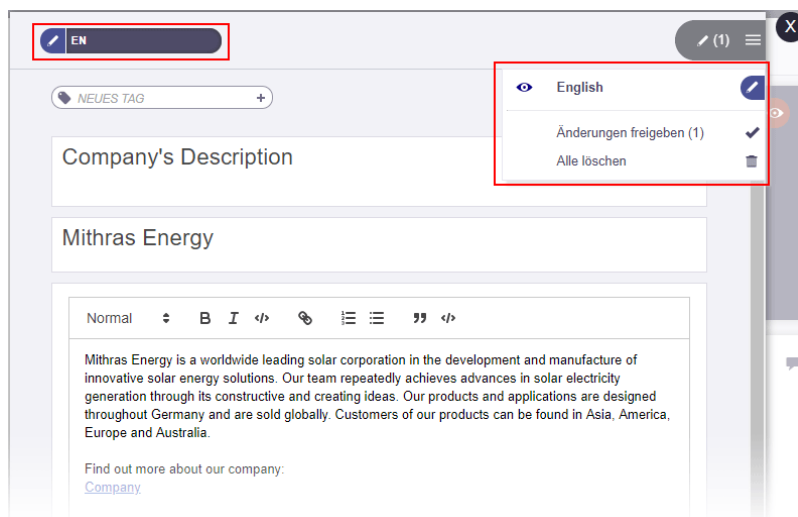 EN
(1)
X
NEUES TAG
+
English
Änderungen freigeben (1)
Alle löschen
Company's Description
Mithras Energy
Normal B I </> </>
Mithras Energy is a worldwide leading solar corporation in the development and manufacture of
innovative solar energy solutions. Our team repeatedly achieves advances in solar electricity
generation through its constructive and creating ideas. Our products and applications are designed
throughout Germany and are sold globally. Customers of our products can be found in Asia, America,
Europe and Australia.
Find out more about our company:
Company